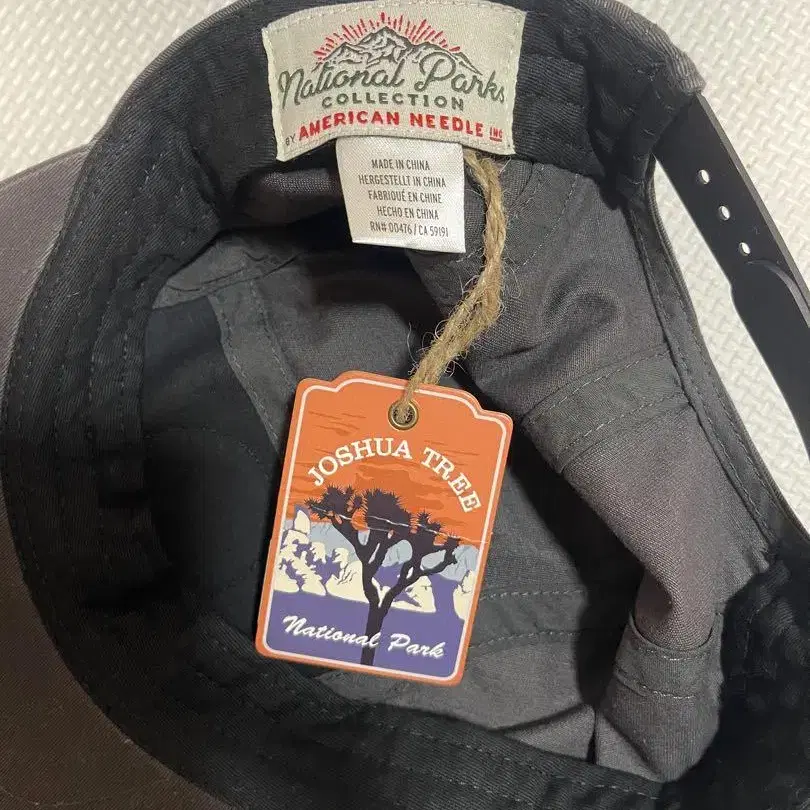 National Parks
COLLECTION
BY AMERICAN NEEDLE INC
MADE IN CHINA
HERGESTELLT IN CHINA
FABRIQUÉ EN CHINE
HECHO EN CHINA
RN# 00476 / CA 59191
JOSHUA TREE
National Park